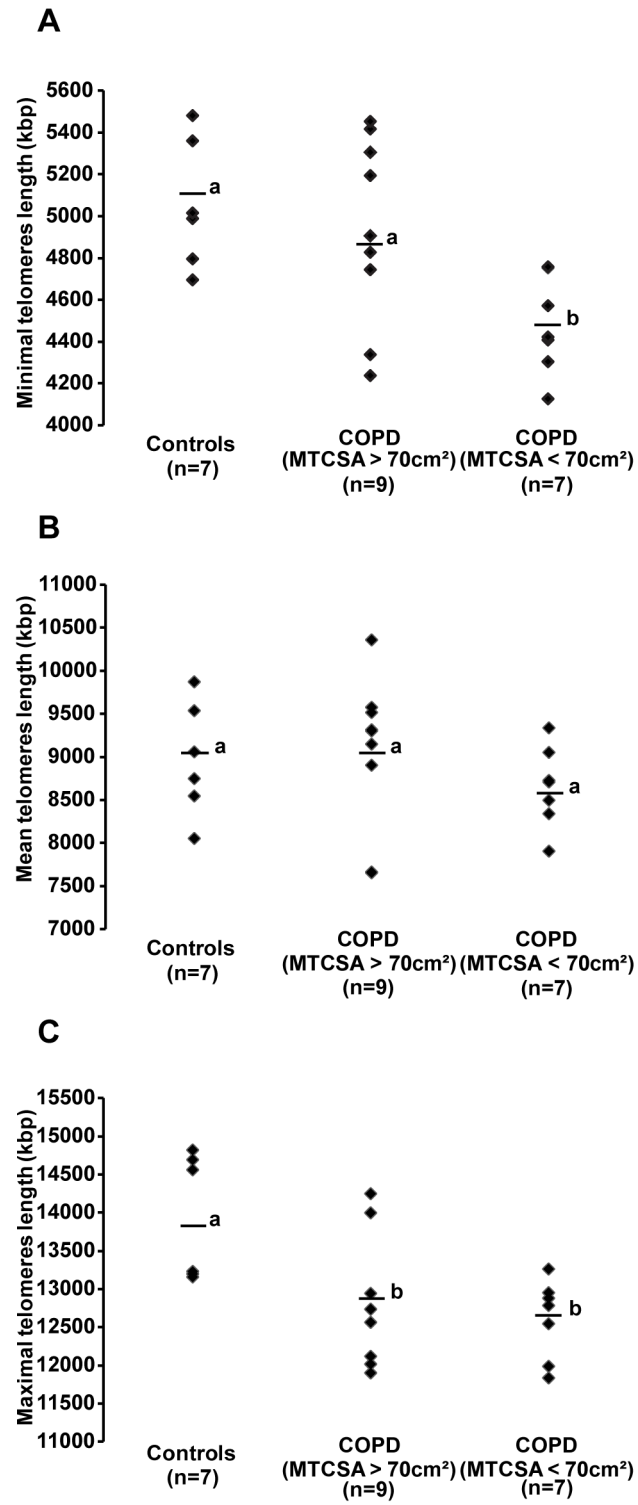 A
Minimal telomeres length (kbp)
5600
5400
5200
5000
4800
4600
4400
4200
4000
a
a
b
Controls
(n=7)
COPD
(MTCSA > 70cm²)
(n=9)
COPD
(MTCSA < 70cm²)
(n=7)
B
Mean telomeres length (kbp)
11000
10500
10000
9500
9000
8500
8000
7500
7000
a
a
a
Controls
(n=7)
COPD
(MTCSA > 70cm²)
(n=9)
COPD
(MTCSA < 70cm²)
(n=7)
C
Maximal telomeres length (kbp)
15500
15000
14500
14000
13500
13000
12500
12000
11500
11000
a
b
b
Controls
(n=7)
COPD
(MTCSA > 70cm²)
(n=9)
COPD
(MTCSA < 70cm²)
(n=7)